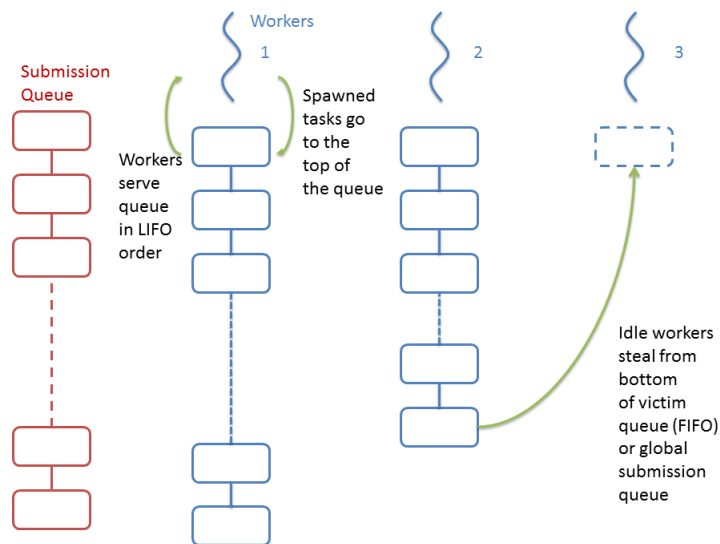 Workers
1
2
3
Submission
Queue
Spawned
tasks go
to the
top of
the queue
Workers
serve
queue
in LIFO
order
Idle workers
steal from
bottom
of victim
queue (FIFO)
or global
submission
queue